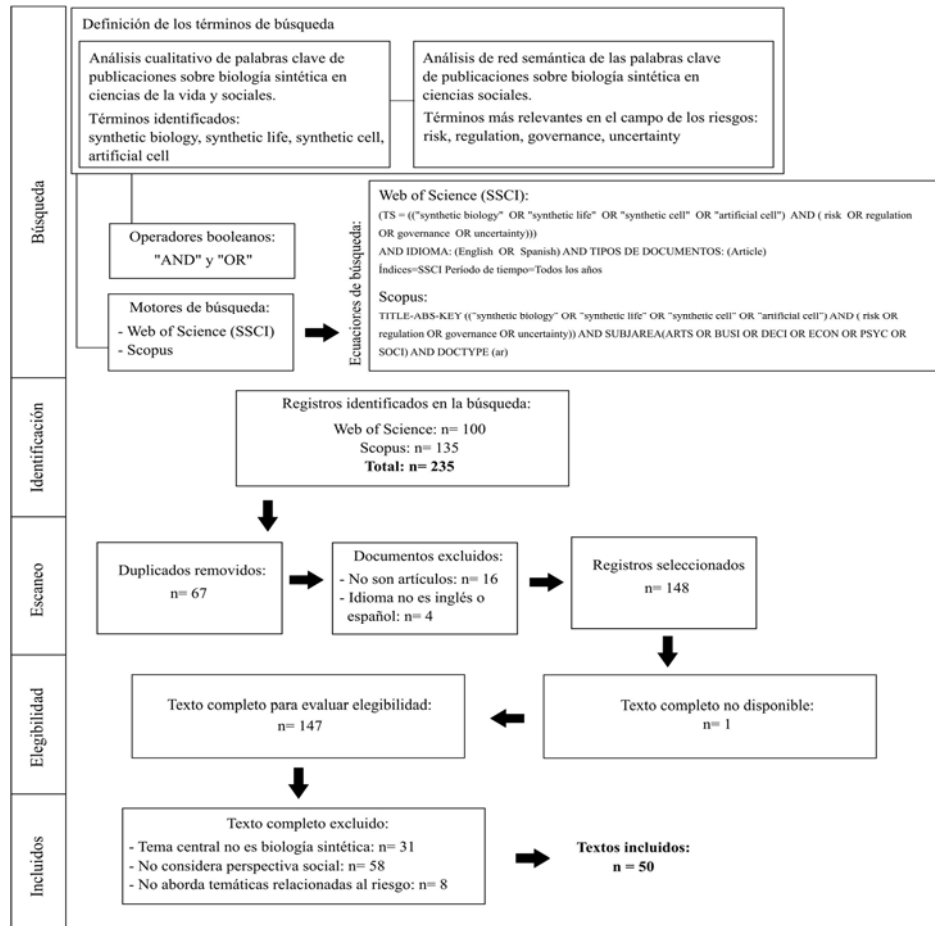 Definición de los términos de búsqueda
Análisis cualitativo de palabras clave de
publicaciones sobre biología sintética en
ciencias de la vida y sociales.
Términos identificados:
synthetic biology, synthetic life, synthetic cell,
artificial cell
Análisis de red semántica de las palabras clave
de publicaciones sobre biología sintética en
ciencias sociales.
Términos más relevantes en el campo de los riesgos:
risk, regulation, governance, uncertainty
Búsqueda
Operadores booleanos:
"AND" y "OR"
Motores de búsqueda:
- Web of Science (SSCI)
- Scopus
Ecuaciones de búsqueda:
Web of Science (SSCI):
(TS = (("synthetic biology" OR "synthetic life" OR "synthetic cell" OR "artificial cell") AND ( risk OR regulation
OR governance OR uncertainty)))
AND IDIOMA: (English OR Spanish) AND TIPOS DE DOCUMENTOS: (Article)
Índices=SSCI Período de tiempo=Todos los años
Scopus:
TITLE-ABS-KEY (("synthetic biology" OR "synthetic life" OR "synthetic cell" OR "artificial cell") AND ( risk OR
regulation OR governance OR uncertainty)) AND SUBJAREA(ARTS OR BUSI OR DECI OR ECON OR PSYC OR
SOCI) AND DOCTYPE (ar)
Identificación
Registros identificados en la búsqueda:
Web of Science: n= 100
Scopus: n= 135
Total: n= 235
Escaneo
Duplicados removidos:
n= 67
Documentos excluidos:
- No son artículos: n= 16
- Idioma no es inglés o
español: n= 4
Registros seleccionados
n= 148
Elegibilidad
Texto completo para evaluar elegibilidad:
n= 147
Texto completo no disponible:
n= 1
Incluidos
Texto completo excluido:
- Tema central no es biología sintética: n= 31
- No considera perspectiva social: n= 58
- No aborda temáticas relacionadas al riesgo: n= 8
Textos incluidos:
n = 50